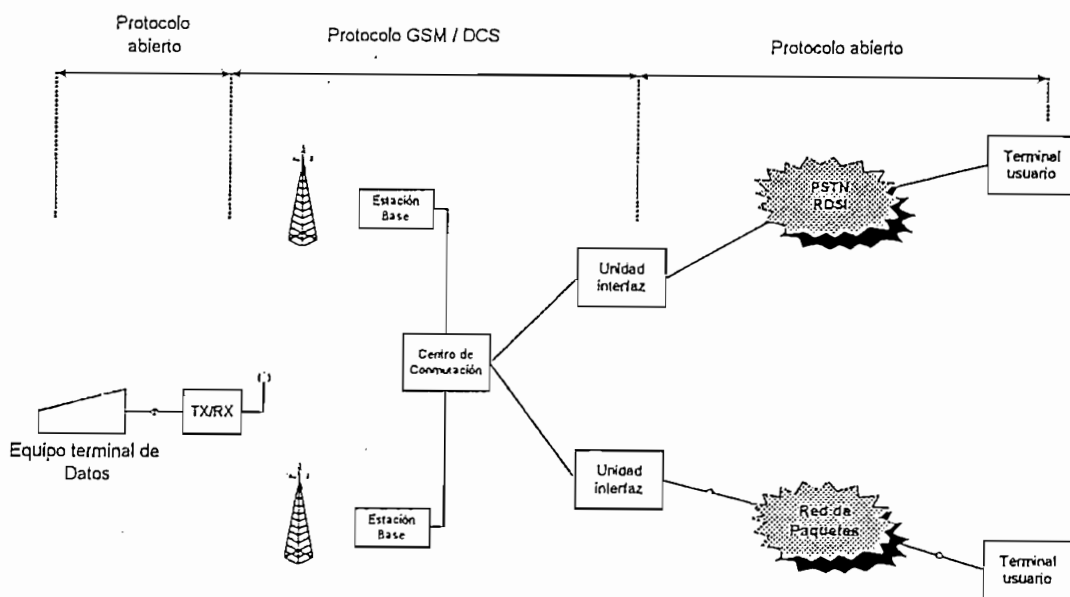 Protocolo
abierto
Protocolo GSM / DCS
Protocolo abierto
Terminal
usuario
PSTN
RDSI
Estación
Base
Unidad
interfaz
Centro de
Conmutación
TX/RX
Equipo terminal de
Datos
Unidad
interfaz
Estación
Base
Red de
Paquetes
Terminal
usuario